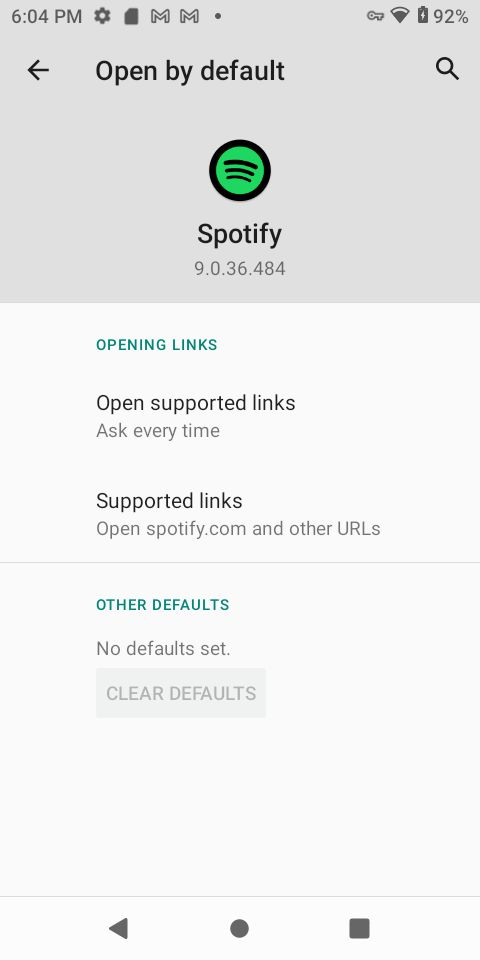 6:04 PM
92%
Open by default
Spotify
9.0.36.484
OPENING LINKS
Open supported links
Ask every time
Supported links
Open spotify.com and other URLs
OTHER DEFAULTS
No defaults set.
CLEAR DEFAULTS